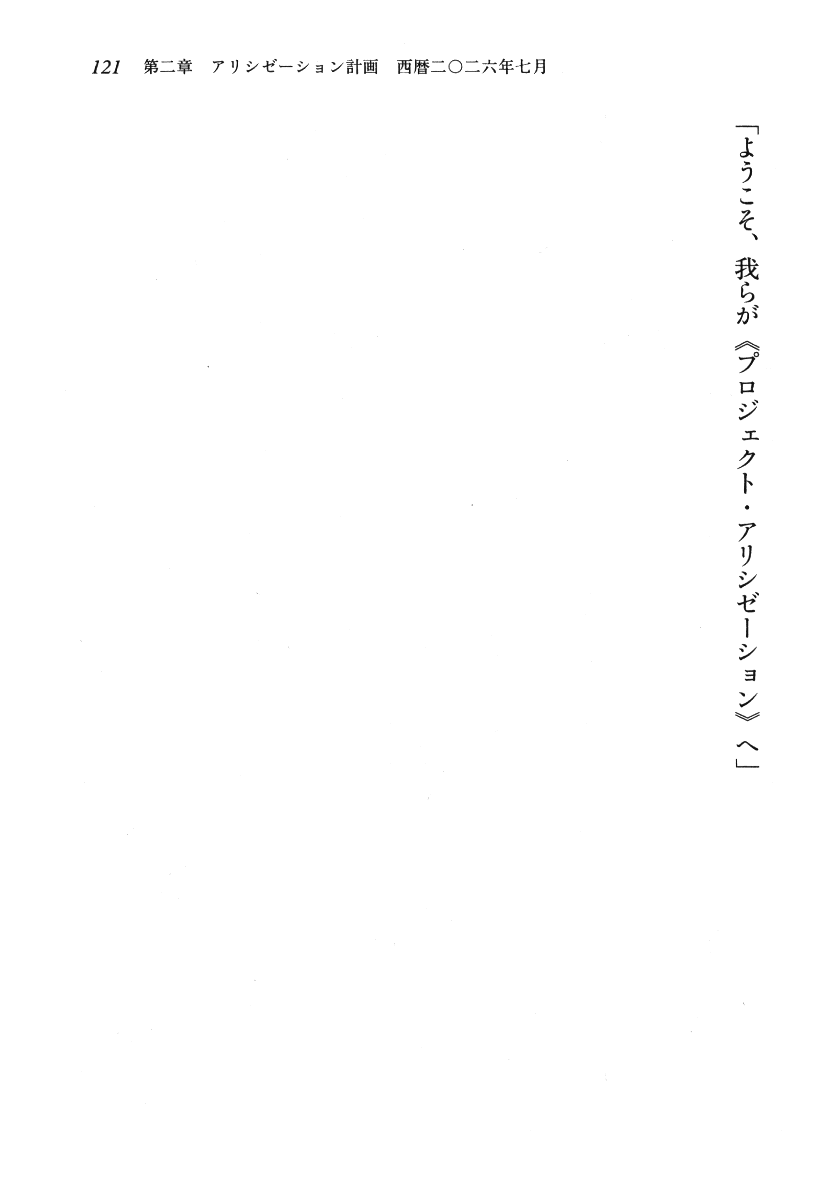 121 第二章 アリシゼーション計画 西暦二〇二六年七月
「ようこそ、我らが《プロジェクト・アリシゼーション》へ」